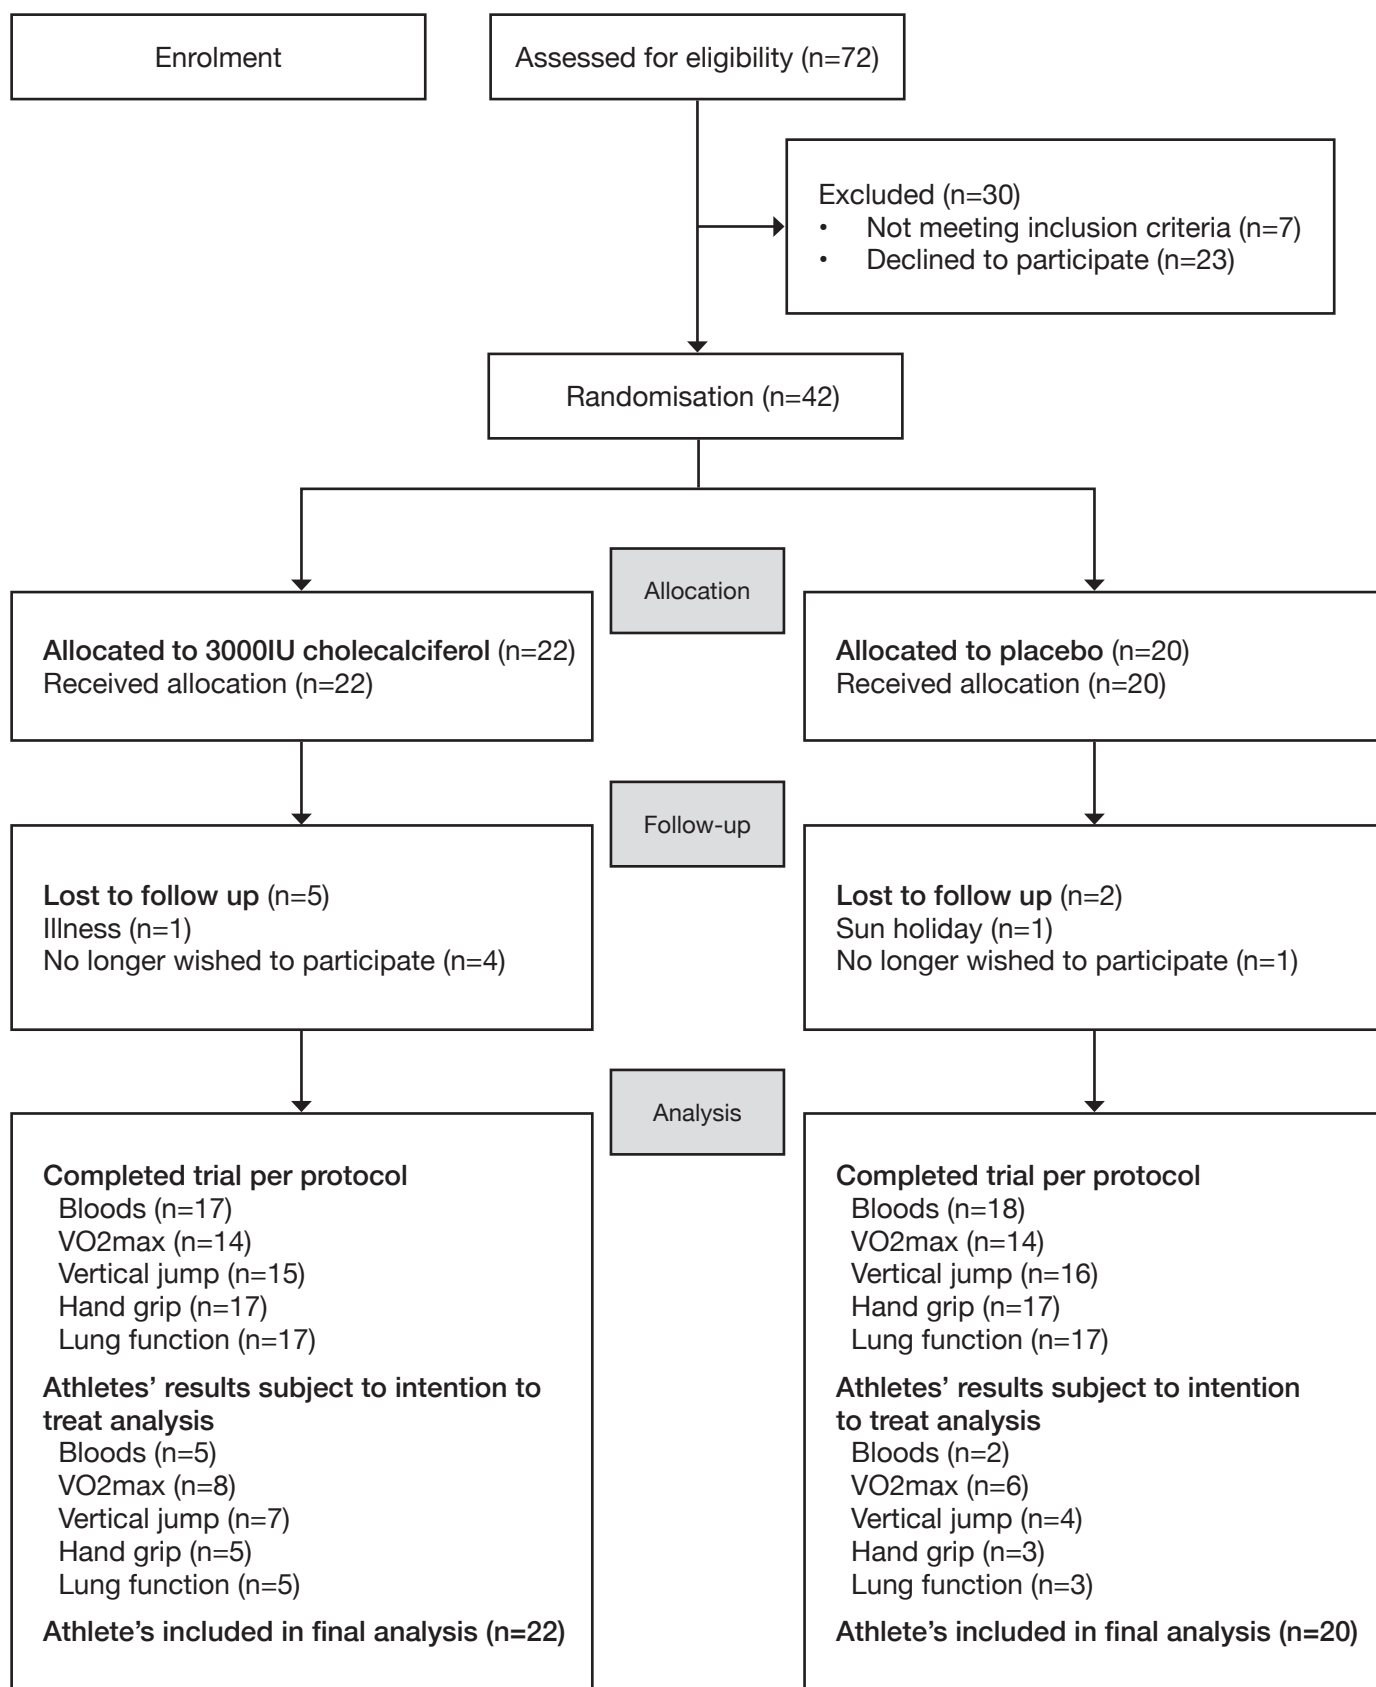 Enrolment
Assessed for eligibility (n=72)
Excluded (n=30)
• Not meeting inclusion criteria (n=7)
• Declined to participate (n=23)
Randomisation (n=42)
Allocation
Allocated to 3000IU cholecalciferol (n=22)
Received allocation (n=22)
Allocated to placebo (n=20)
Received allocation (n=20)
Follow-up
Lost to follow up (n=5)
Illness (n=1)
No longer wished to participate (n=4)
Lost to follow up (n=2)
Sun holiday (n=1)
No longer wished to participate (n=1)
Analysis
Completed trial per protocol
Bloods (n=17)
VO2max (n=14)
Vertical jump (n=15)
Hand grip (n=17)
Lung function (n=17)
Athletes’ results subject to intention to
treat analysis
Bloods (n=5)
VO2max (n=8)
Vertical jump (n=7)
Hand grip (n=5)
Lung function (n=5)
Athlete’s included in final analysis (n=22)
Completed trial per protocol
Bloods (n=18)
VO2max (n=14)
Vertical jump (n=16)
Hand grip (n=17)
Lung function (n=17)
Athletes’ results subject to intention
to treat analysis
Bloods (n=2)
VO2max (n=6)
Vertical jump (n=4)
Hand grip (n=3)
Lung function (n=3)
Athlete’s included in final analysis (n=20)